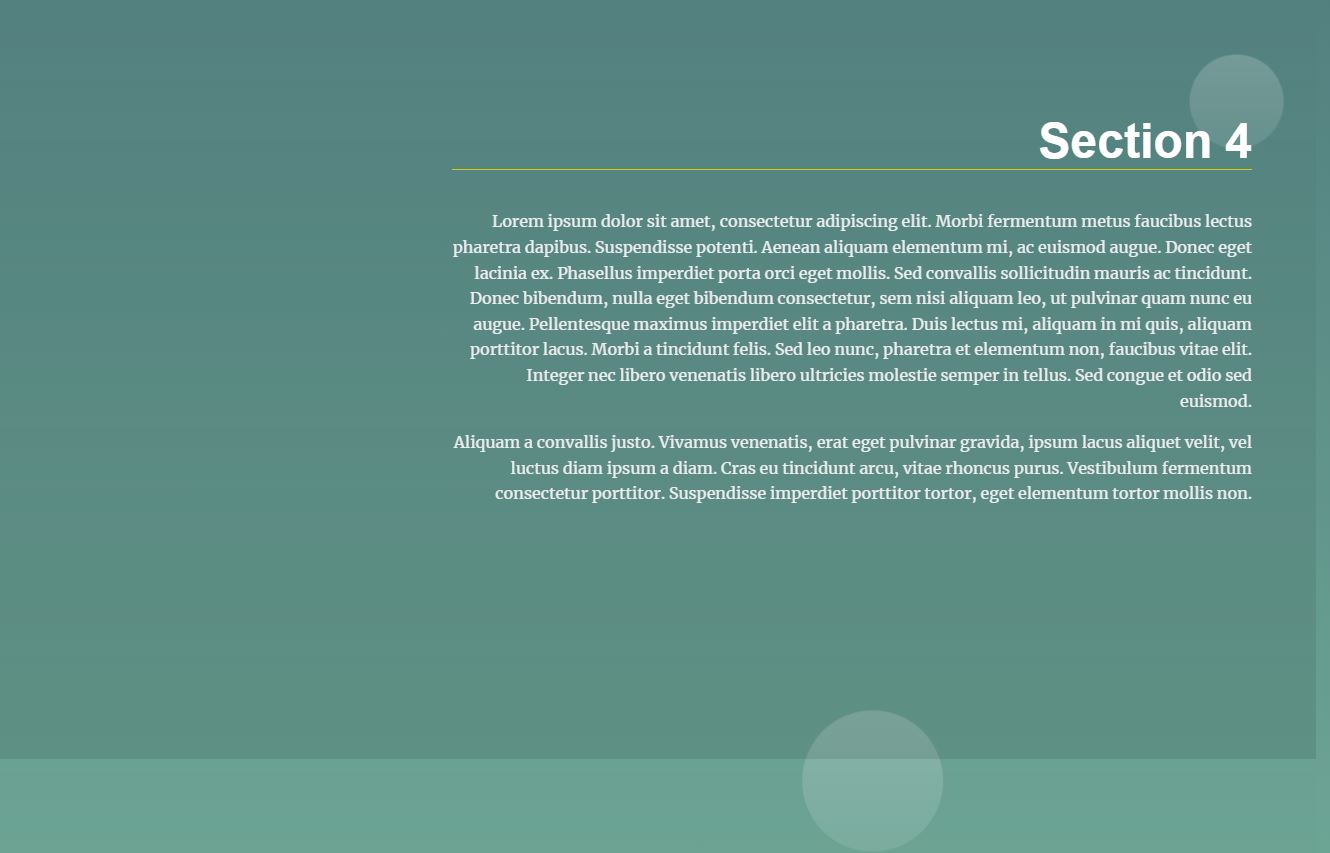 Section 4
Lorem ipsum dolor sit amet, consectetur adipiscing elit. Morbi fermentum metus faucibus lectus
pharetra dapibus. Suspendisse potenti. Aenean aliquam elementum mi, ac euismod augue. Donec eget
lacinia ex. Phasellus imperdiet porta orci eget mollis. Sed convallis sollicitudin mauris ac tincidunt.
Donec bibendum, nulla eget bibendum consectetur, sem nisi aliquam leo, ut pulvinar quam nunc eu
augue. Pellentesque maximus imperdiet elit a pharetra. Duis lectus mi, aliquam in mi quis, aliquam
porttitor lacus. Morbi a tincidunt felis. Sed leo nunc, pharetra et elementum non, faucibus vitae elit.
Integer nec libero venenatis libero ultricies molestie semper in tellus. Sed congue et odio sed
euismod.
Aliquam a convallis justo. Vivamus venenatis, erat eget pulvinar gravida, ipsum lacus aliquet velit, vel
luctus diam ipsum a diam. Cras eu tincidunt arcu, vitae rhoncus purus. Vestibulum fermentum
consectetur porttitor. Suspendisse imperdiet porttitor tortor, eget elementum tortor mollis non.